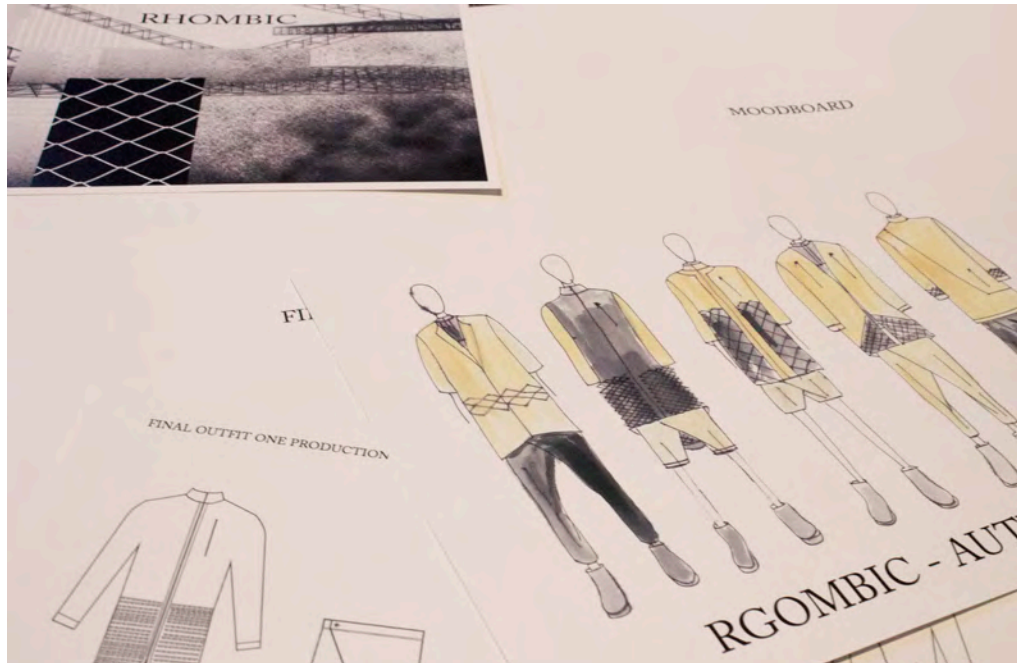 RHOMBIC
MOODBOARD
FI
FINAL OUTFIT ONE PRODUCTION
RGOMBIC - AUT